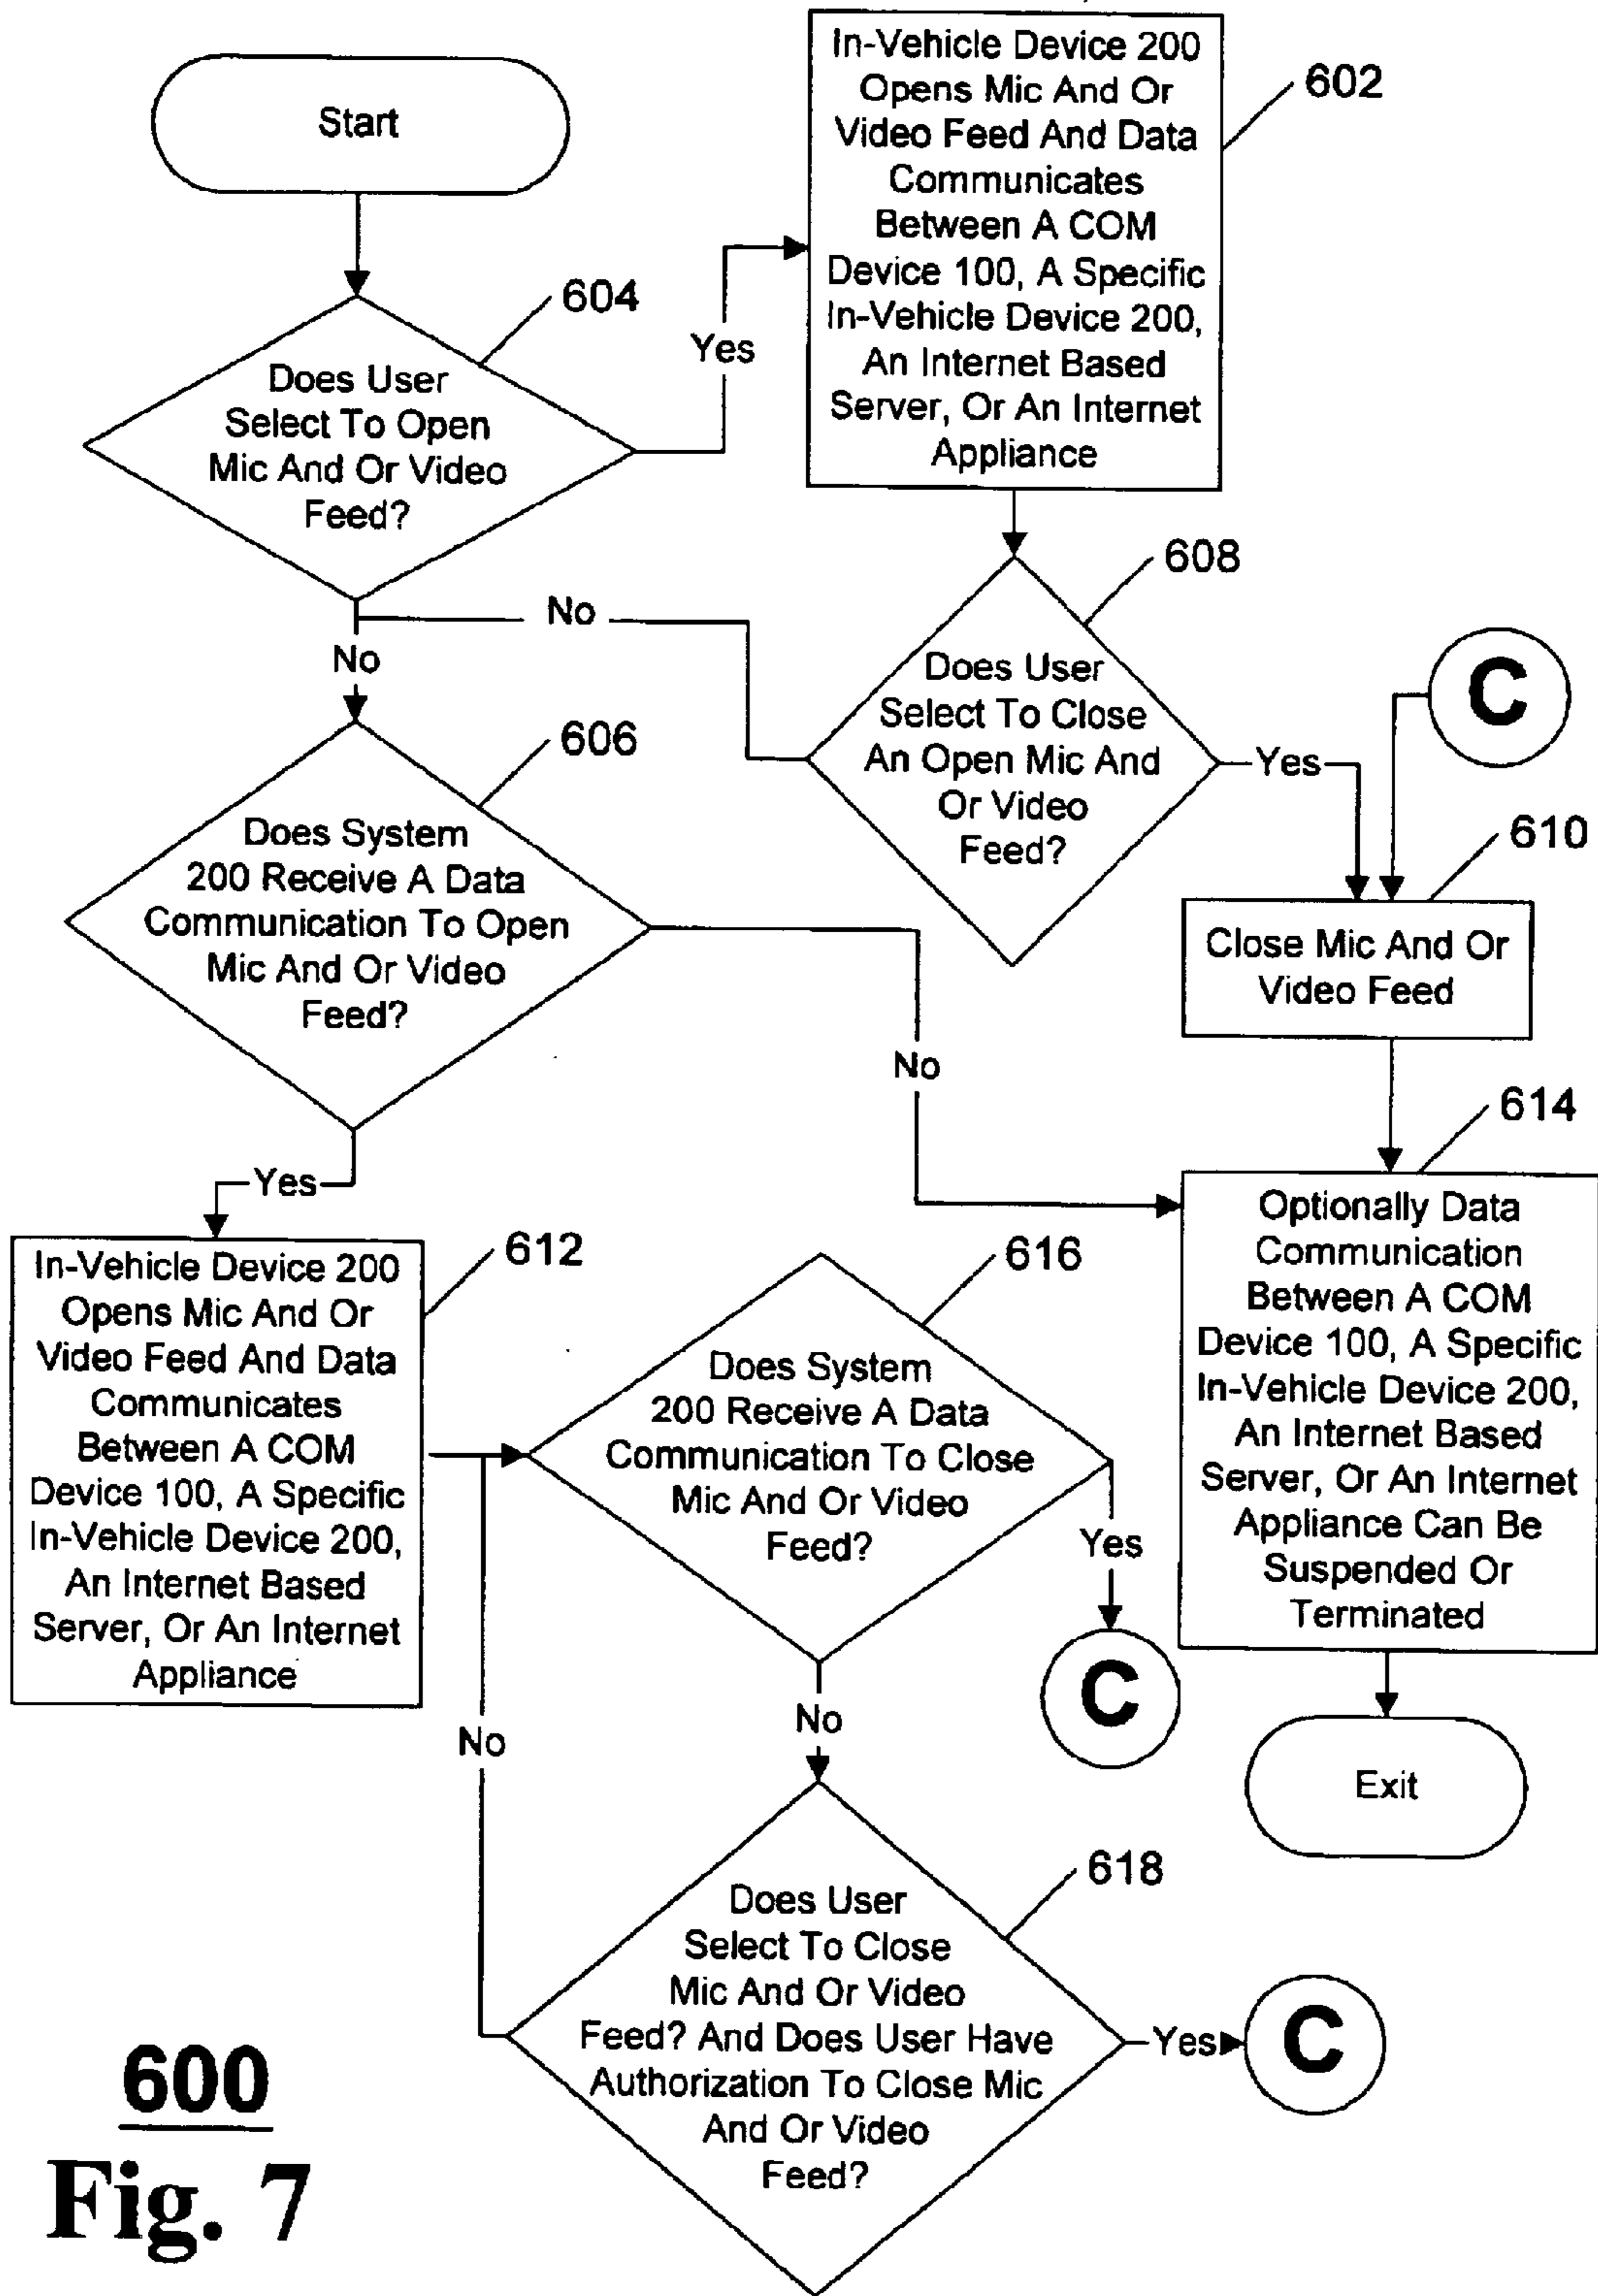 Start
604
Does User
Select To Open
Mic And Or Video
Feed?
Yes
In-Vehicle Device 200
Opens Mic And Or
Video Feed And Data
Communicates
Between A COM
Device 100, A Specific
In-Vehicle Device 200,
An Internet Based
Server, Or An Internet
Appliance
602
No
No
608
Does User
Select To Close
An Open Mic And
Or Video
Feed?
Yes
C
610
Close Mic And Or
Video Feed
606
Does System
200 Receive A Data
Communication To Open
Mic And Or Video
Feed?
No
Yes
614
Optionally Data
Communication
Between A COM
Device 100, A Specific
In-Vehicle Device 200,
An Internet Based
Server, Or An Internet
Appliance Can Be
Suspended Or
Terminated
Exit
612
In-Vehicle Device 200
Opens Mic And Or
Video Feed And Data
Communicates
Between A COM
Device 100, A Specific
In-Vehicle Device 200,
An Internet Based
Server, Or An Internet
Appliance
616
Does System
200 Receive A Data
Communication To Close
Mic And Or Video
Feed?
Yes
C
No
No
618
Does User
Select To Close
Mic And Or Video
Feed? And Does User Have
Authorization To Close Mic
And Or Video
Feed?
Yes
C
600
Fig. 7